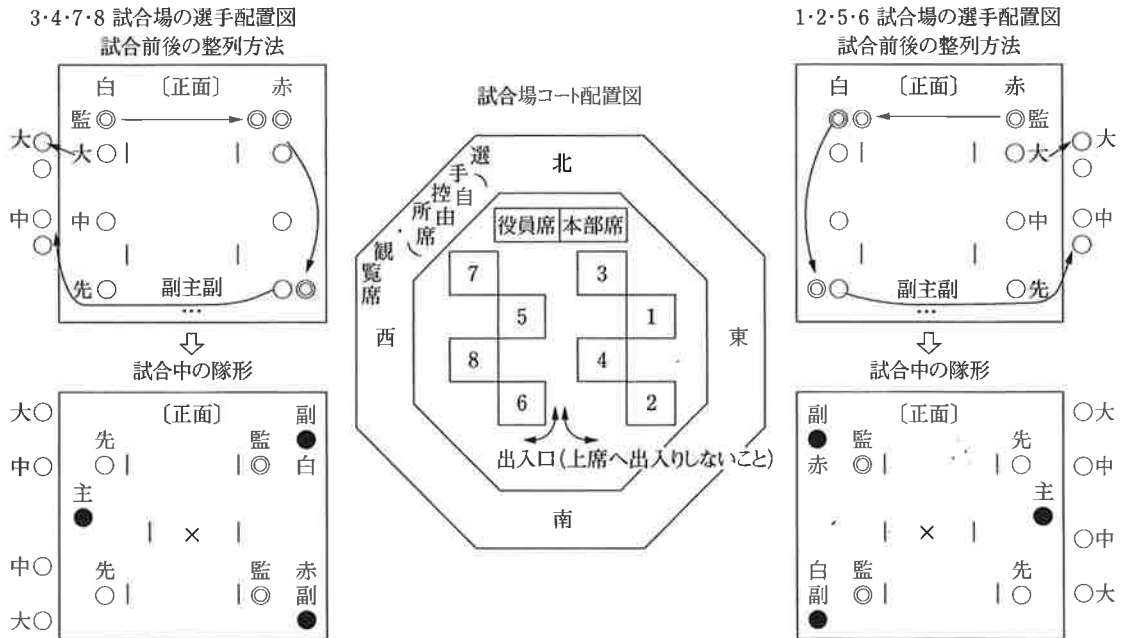 3・4・7・8 試合場の選手配置図
試合前後の整列方法
白 〔正面〕 赤
監
大 大
中 中
先 副主副
試合中の隊形
大 〔正面〕 副
先 監
中 白
主
中 先 監 赤
大 副
試合場コート配置図
北
選手控所・観覧席
(自由席)
役員席 本部席
7 3
5 1
西 東
8 4
6 2
出入口(上席へ出入りしないこと)
南
1・2・5・6 試合場の選手配置図
試合前後の整列方法
白 〔正面〕 赤
監
大 大
中 中
副主副 先
試合中の隊形
副 〔正面〕 大
監 先
赤 中
主
中
白 監 先
副 大